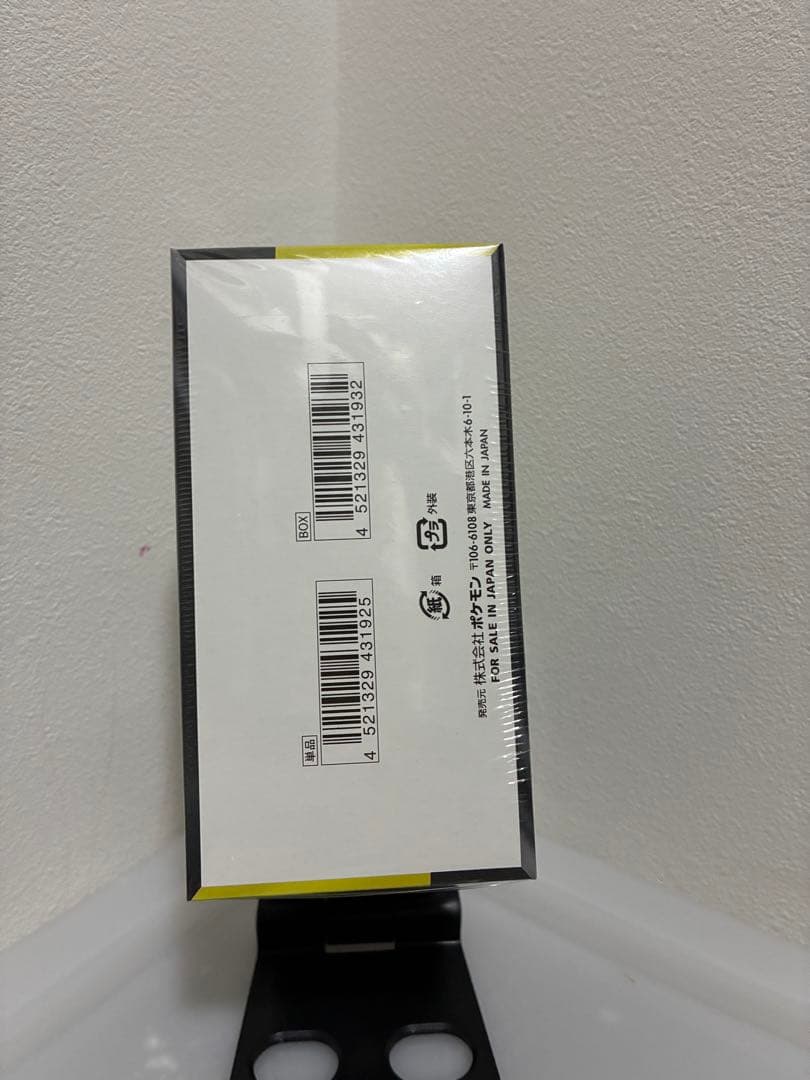 単品
4 521329 431925
BOX
4 521329 431932
紙 箱
プラ 外装
発売元 株式会社 ポケモン 〒106-6108 東京都港区六本木6-10-1
FOR SALE IN JAPAN ONLY MADE IN JAPAN